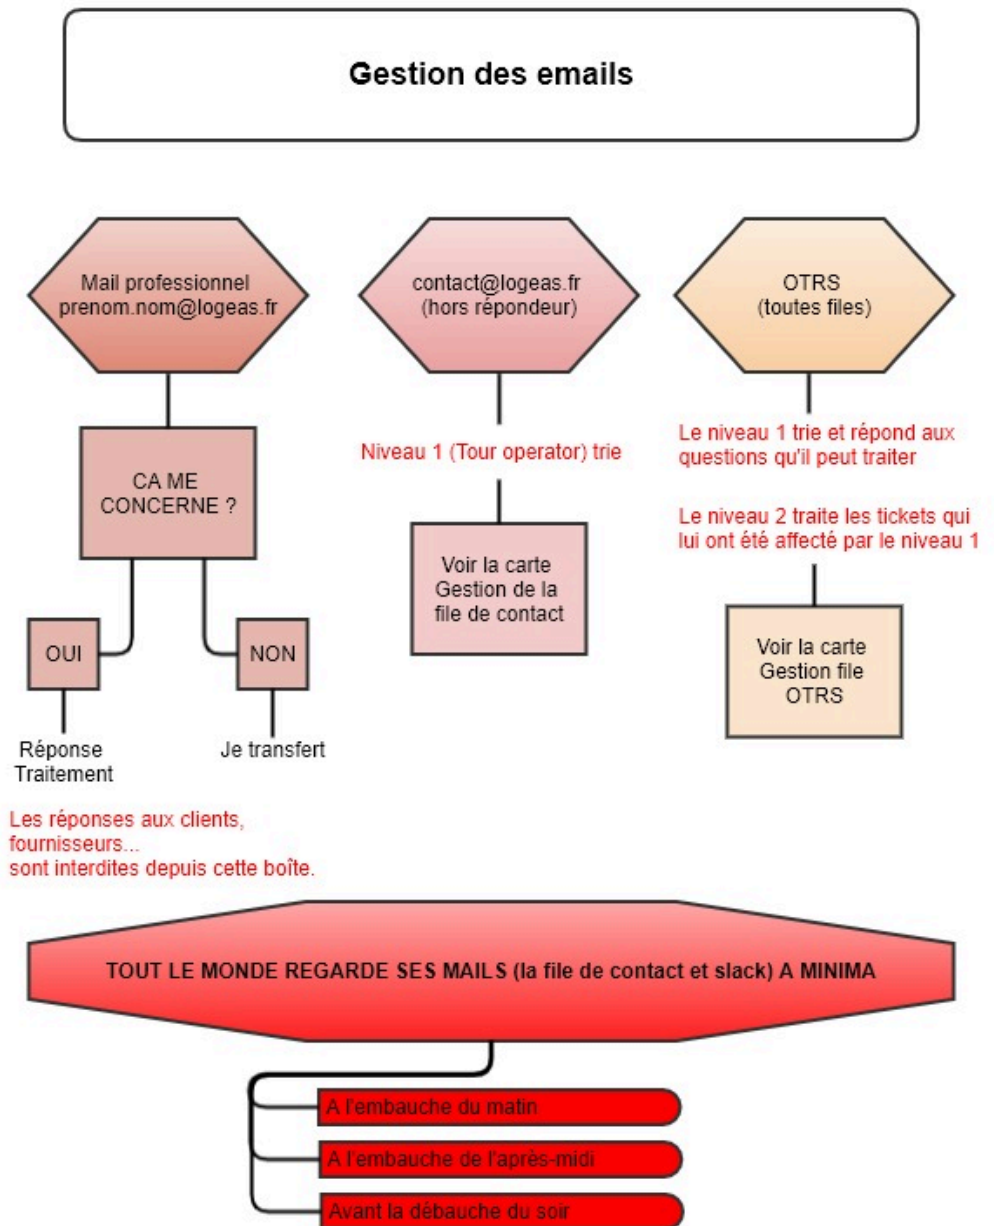 Gestion des emails
Mail professionnel
prenom.nom@logeas.fr
CA ME
CONCERNE ?
OUI
NON
Réponse
Traitement
Je transfert
Les réponses aux clients,
fournisseurs...
sont interdites depuis cette boîte.
contact@logeas.fr
(hors répondeur)
Niveau 1 (Tour operator) trie
Voir la carte
Gestion de la
file de contact
OTRS
(toutes files)
Le niveau 1 trie et répond aux
questions qu'il peut traiter
Le niveau 2 traite les tickets qui
lui ont été affecté par le niveau 1
Voir la carte
Gestion file
OTRS
TOUT LE MONDE REGARDE SES MAILS (la file de contact et slack) A MINIMA
A l'embauche du matin
A l'embauche de l'après-midi
Avant la débauche du soir